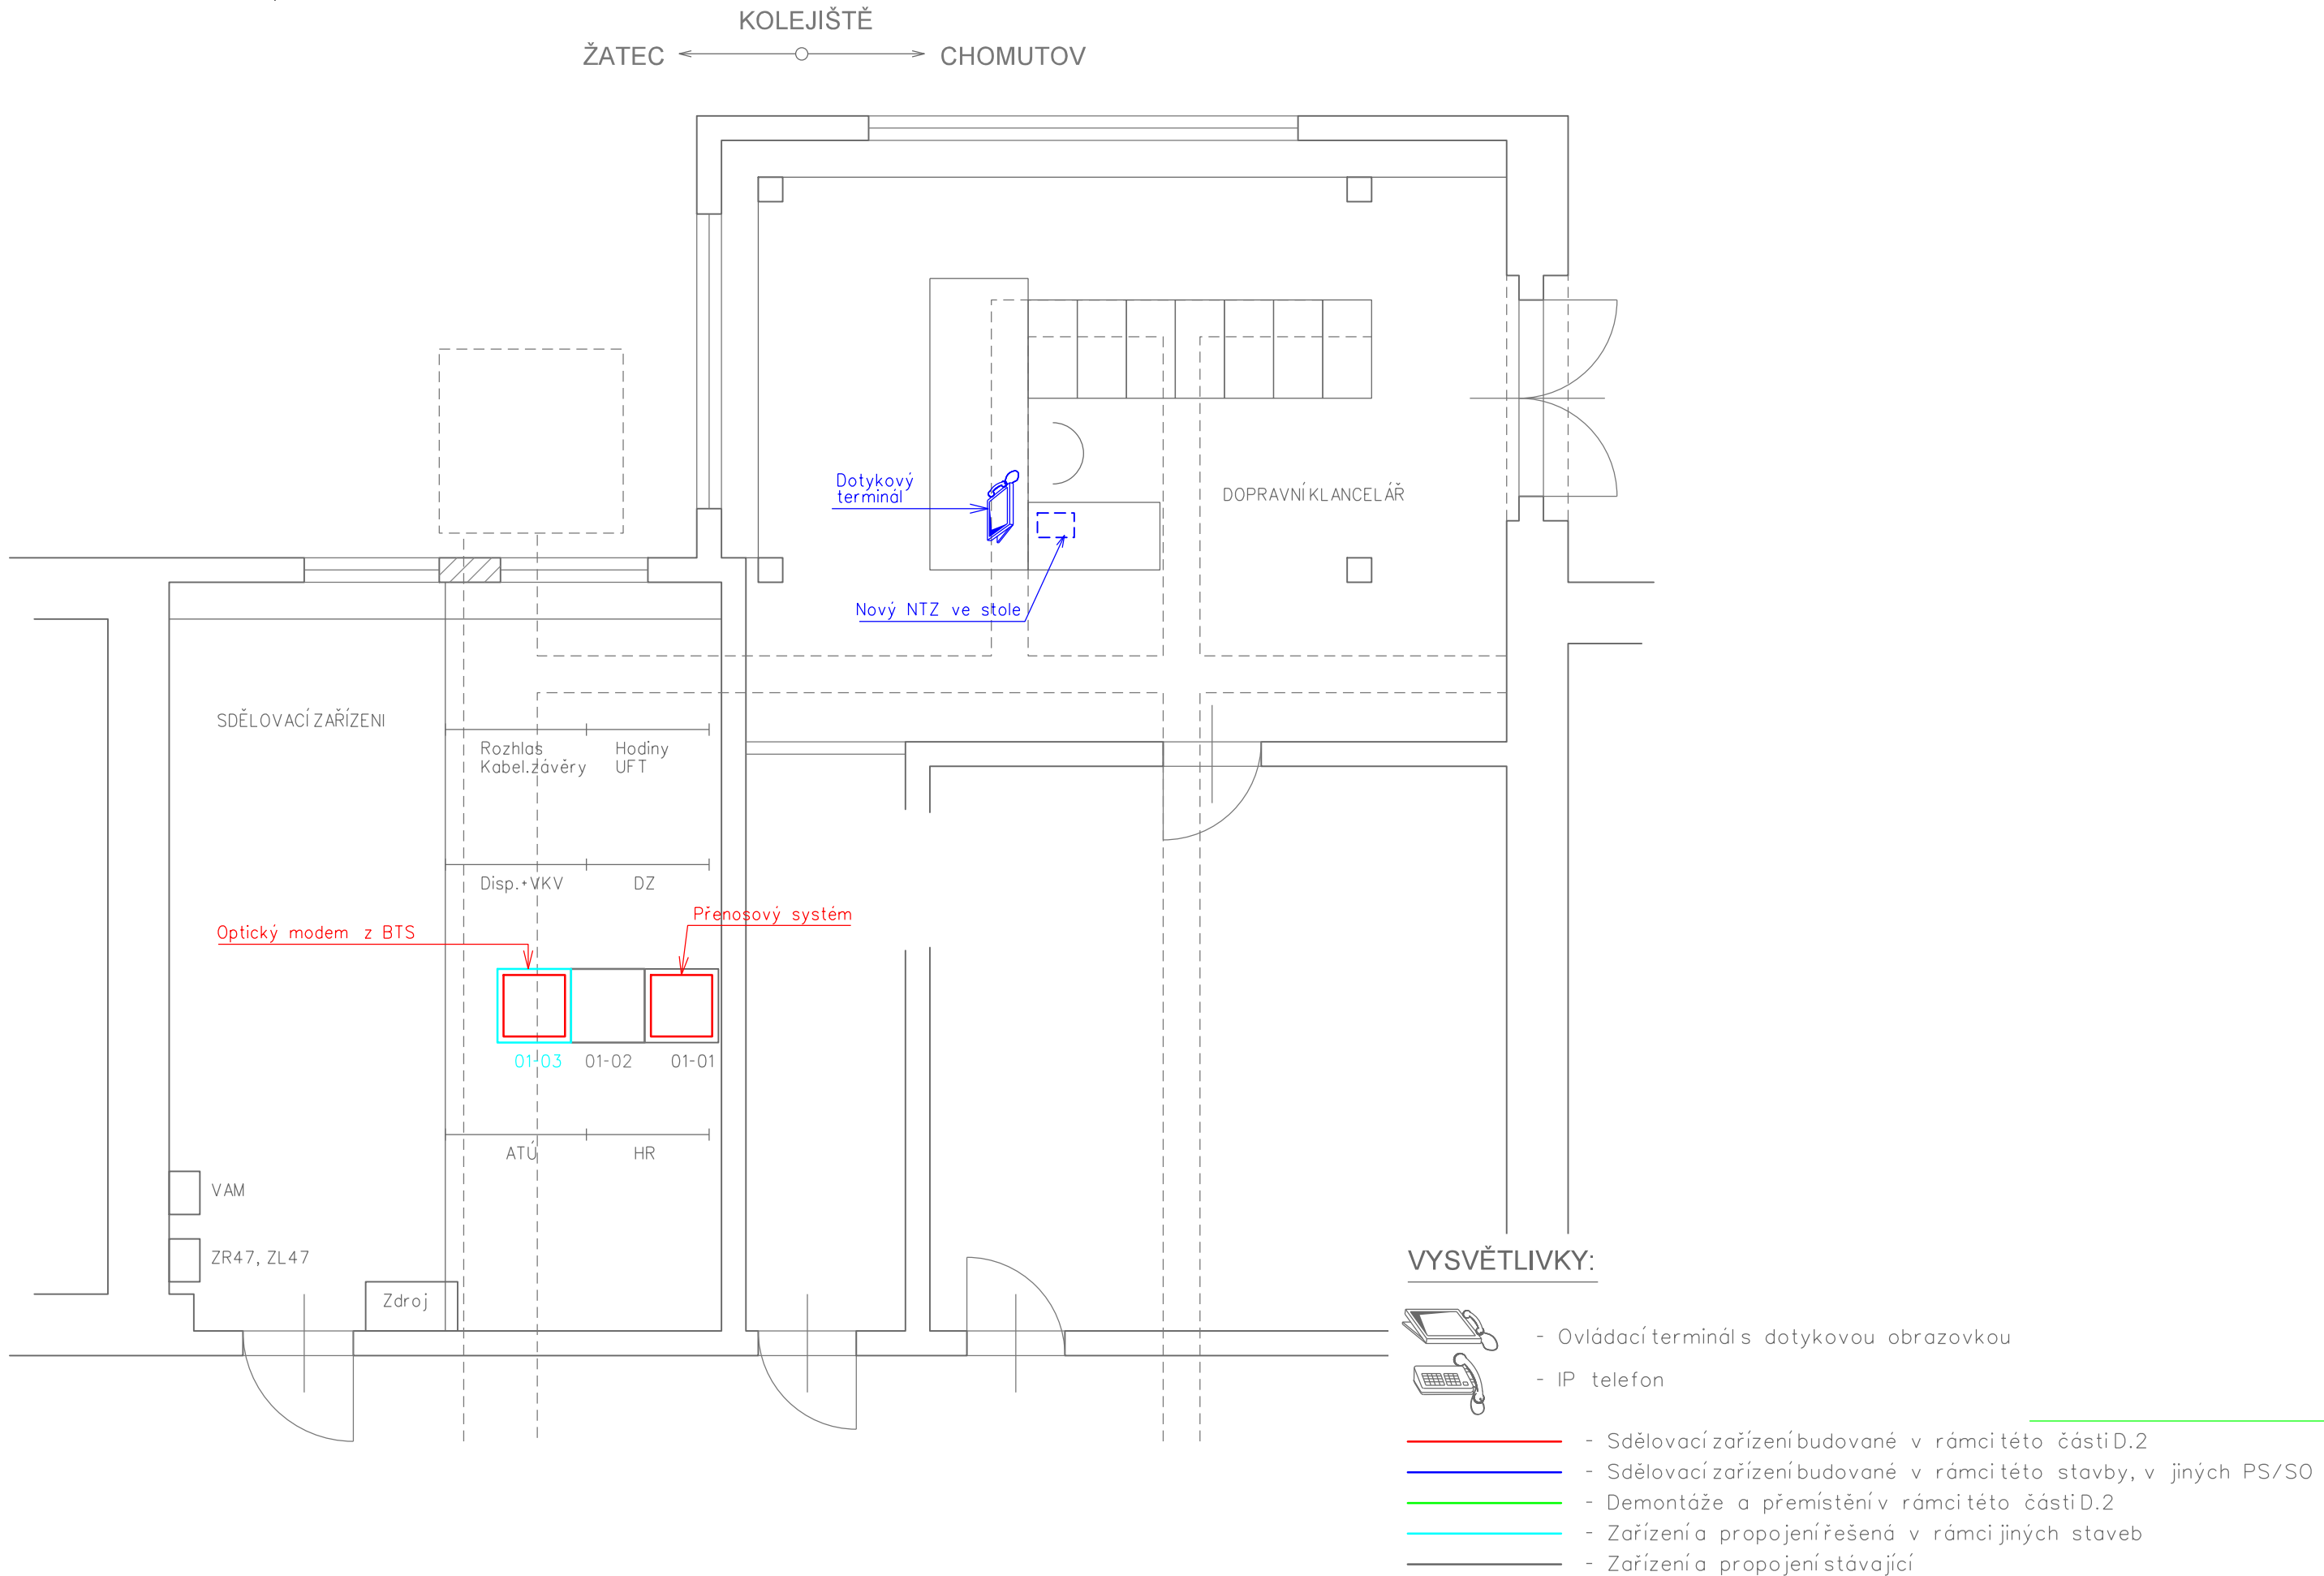 KOLEJIŠTĚ
ŽATEC
CHOMUTOV
Dotykový
terminál
DOPRAVNÍ KLANCELÁŘ
Nový NTZ ve stole
SDĚLOVACÍ ZAŘÍZENI
Rozhlas
Kabel.závěry
Hodiny
UFT
Disp.+VKV
DZ
Přenosový systém
Optický modem z BTS
01-03
01-02
01-01
ATÚ
HR
VAM
ZR47, ZL47
Zdroj
VYSVĚTLIVKY:
- Ovládací terminál s dotykovou obrazovkou
- IP telefon
- Sdělovací zařízení budované v rámci této části D.2
- Sdělovací zařízení budované v rámci této stavby, v jiných PS/SO
- Demontáže a přemístění v rámci této části D.2
- Zařízení a propojení řešená v rámci jiných staveb
- Zařízení a propojení stávající